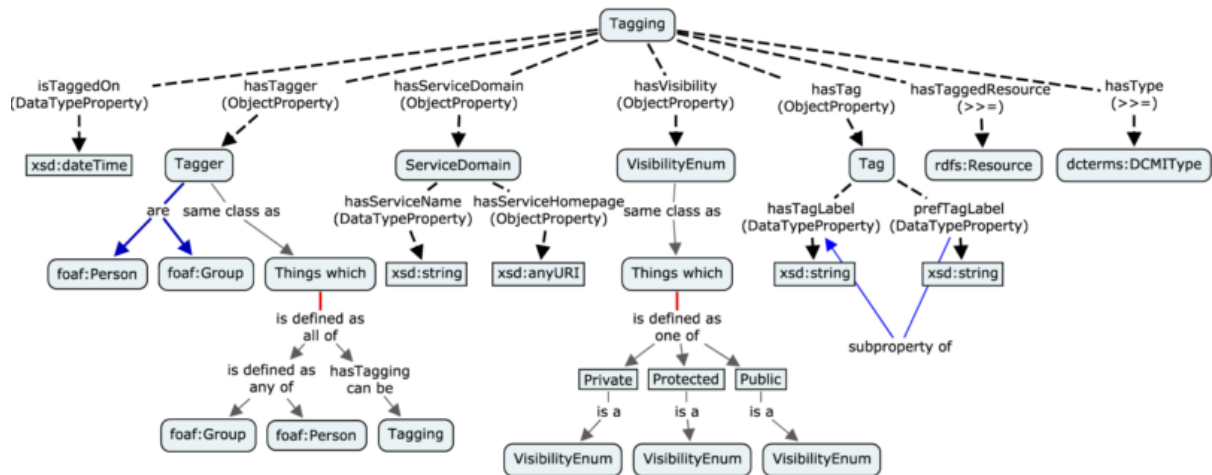 Tagging
isTaggedOn
(DataTypeProperty)
hasTagger
(ObjectProperty)
hasServiceDomain
(ObjectProperty)
hasVisibility
(ObjectProperty)
hasTag
(ObjectProperty)
hasTaggedResource
(>>=)
hasType
(>>=)
xsd:dateTime
Tagger
ServiceDomain
VisibilityEnum
Tag
rdfs:Resource
dcterms:DCMIType
are
same class as
hasServiceName
(DataTypeProperty)
hasServiceHomepage
(ObjectProperty)
same class as
hasTagLabel
(DataTypeProperty)
prefTagLabel
(DataTypeProperty)
foaf:Person
foaf:Group
Things which
xsd:string
xsd:anyURI
Things which
xsd:string
xsd:string
is defined as
all of
is defined as
one of
subproperty of
is defined as
any of
hasTagging
can be
Private
Protected
Public
is a
is a
is a
foaf:Group
foaf:Person
Tagging
VisibilityEnum
VisibilityEnum
VisibilityEnum